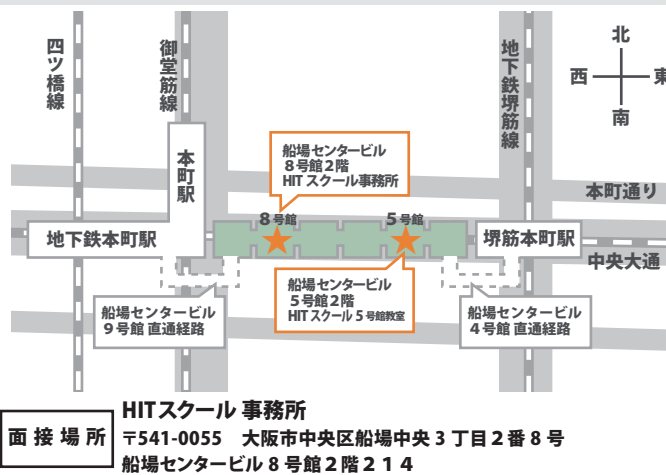 四ツ橋線
御堂筋線
地下鉄堺筋線
北
西 東
南
本町駅
船場センタービル
8号館2階
HIT スクール事務所
本町通り
8号館
5号館
地下鉄本町駅
堺筋本町駅
中央大通
船場センタービル
9号館 直通経路
船場センタービル
5号館2階
HIT スクール 5号館教室
船場センタービル
4号館 直通経路
面接場所
HITスクール 事務所
〒541-0055 大阪市中央区船場中央3丁目2番8号
船場センタービル8号館2階214